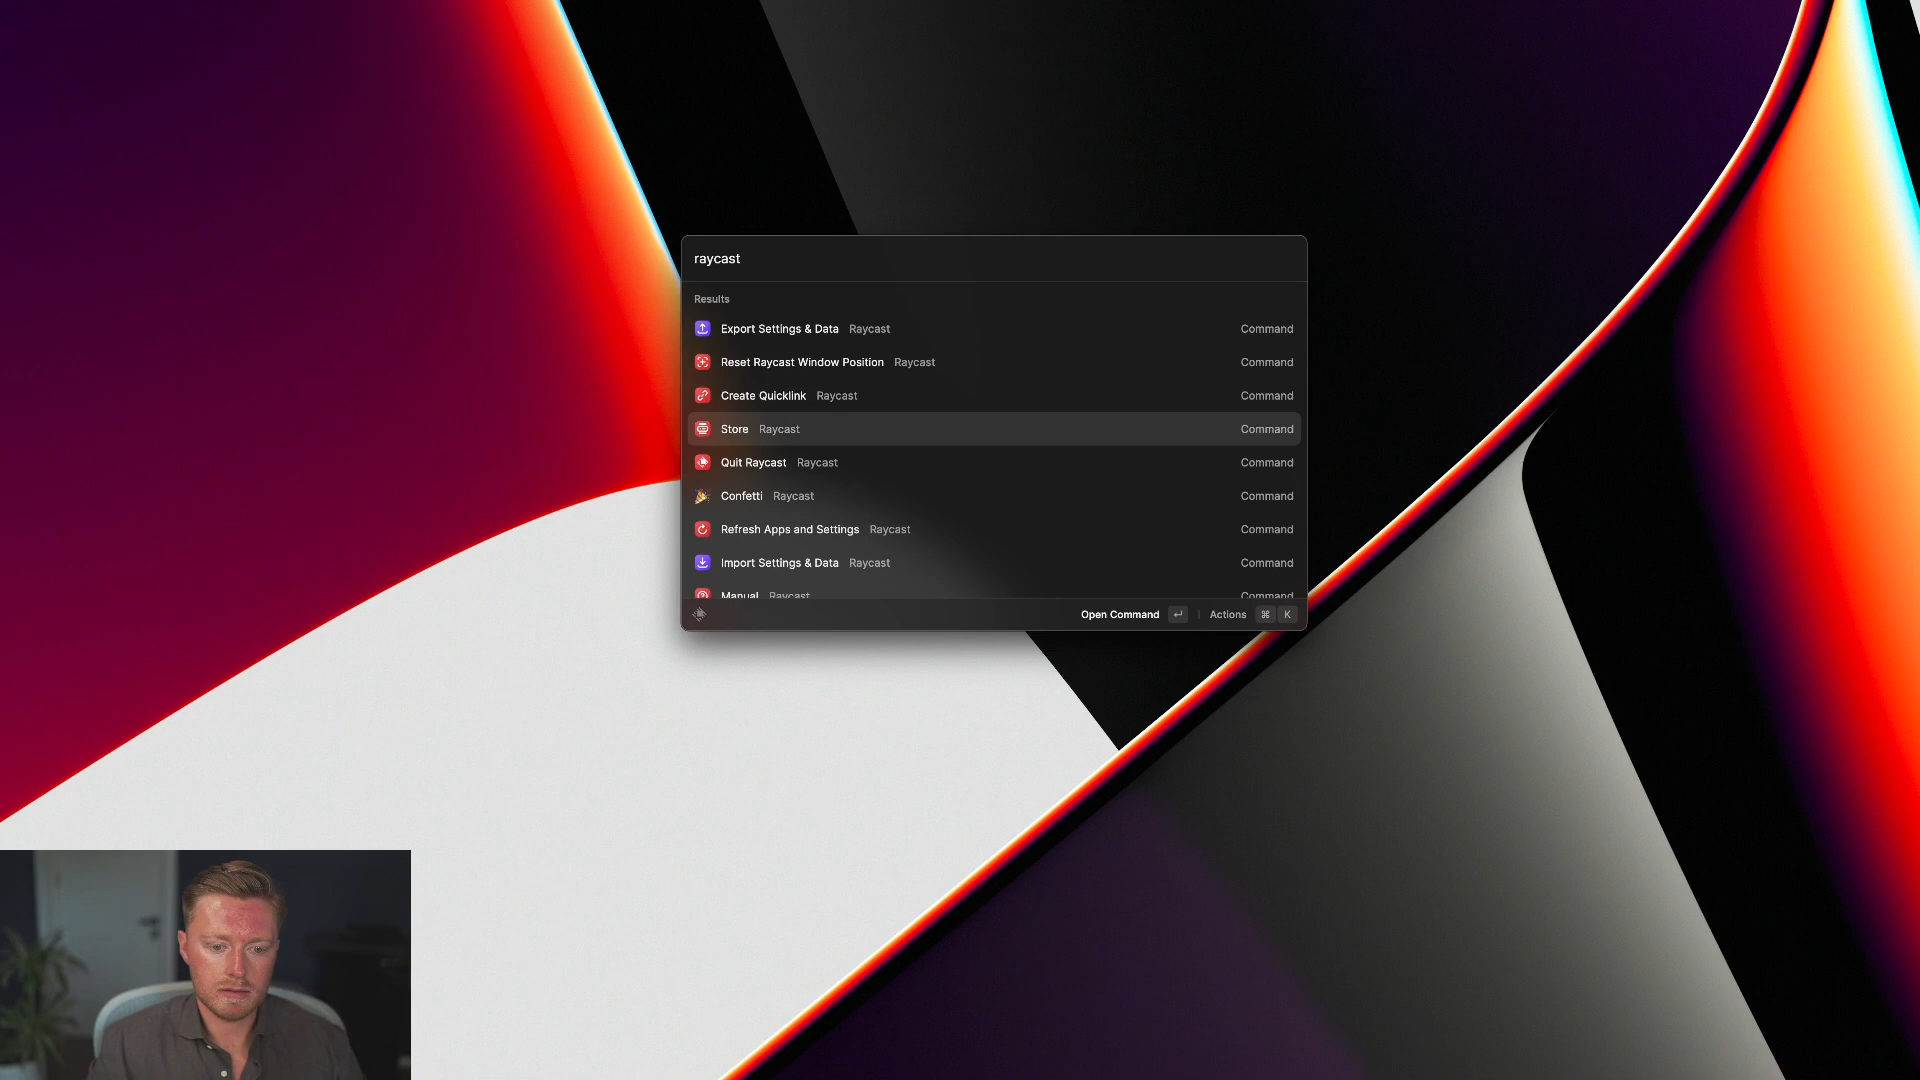 raycast
Results
Export Settings & Data Raycast Command
Reset Raycast Window Position Raycast Command
Create Quicklink Raycast Command
Store Raycast Command
Quit Raycast Raycast Command
Confetti Raycast Command
Refresh Apps and Settings Raycast Command
Import Settings & Data Raycast Command
Manual Raycast Command
Open Command ↵ | Actions ⌘ K